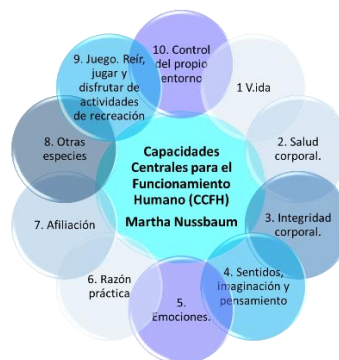 Capacidades
Centrales para el
Funcionamiento
Humano (CCFH)
Martha Nussbaum
1 V.ida
2. Salud
corporal.
3. Integridad
corporal.
4. Sentidos,
imaginación y
pensamiento
5.
Emociones.
6. Razón
práctica
7. Afiliación
8. Otras
especies
9. Juego. Reír,
jugar y
disfrutar de
actividades
de recreación
10. Control
del propio
entorno